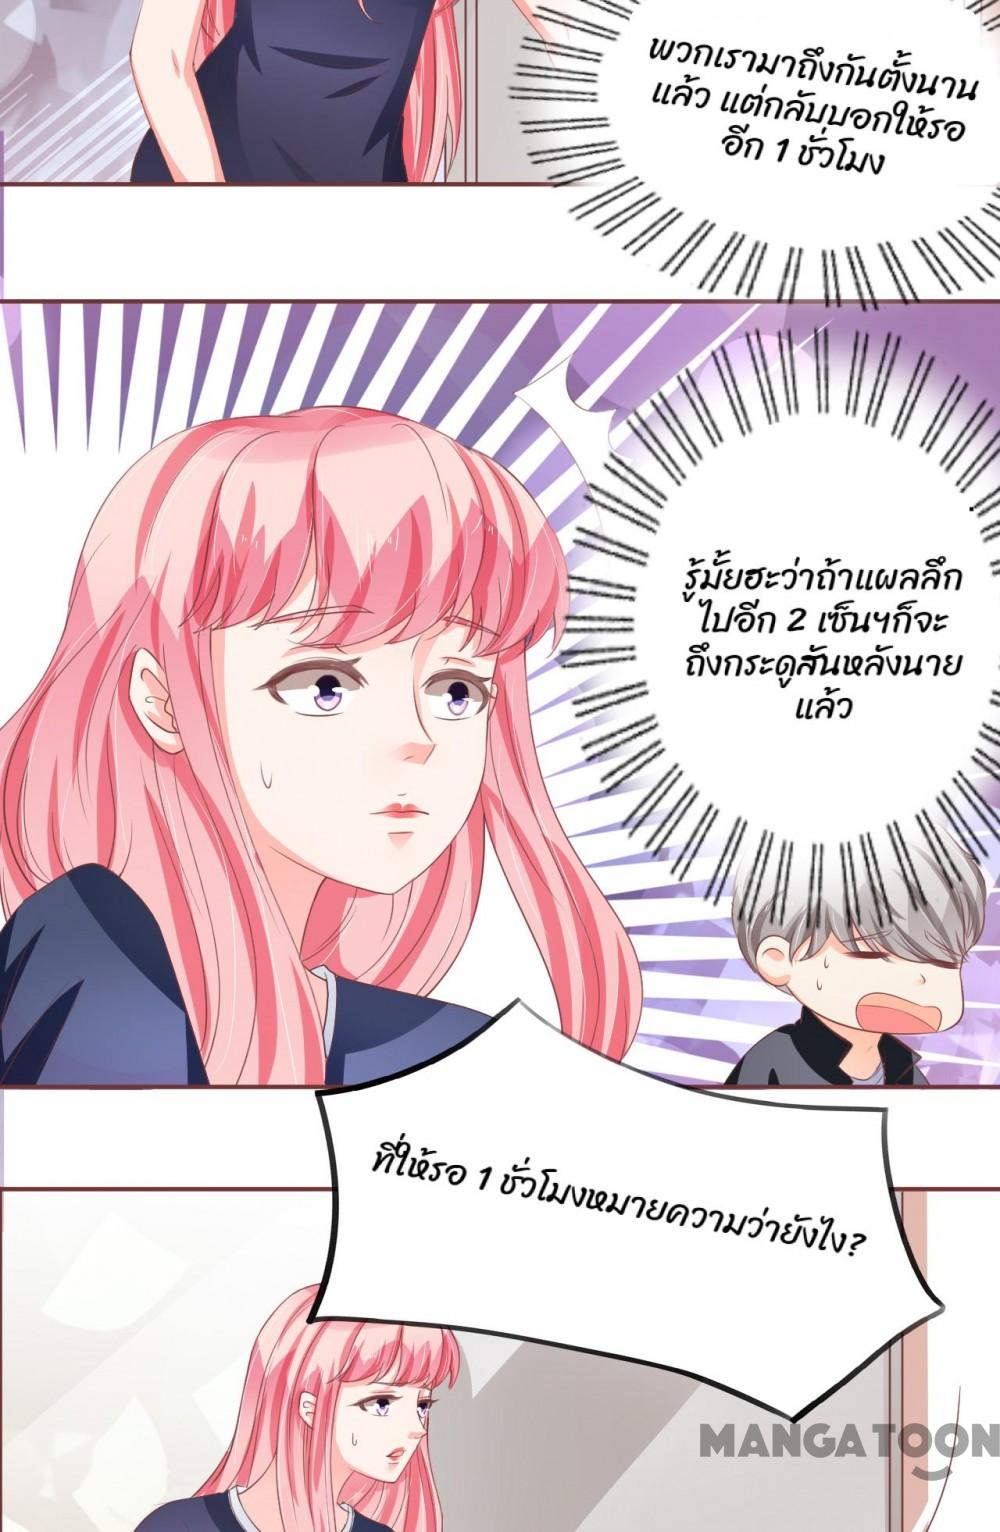 พวกเรามาถึงกันตั้งนาน
แล้ว แต่กลับบอกให้รอ
อีก 1 ชั่วโมง
รู้มั้ยฮะว่าถ้าแผลลึก
ไปอีก 2 เซ็นฯก็จะ
ถึงกระดูสันหลังนาย
แล้ว
ที่ให้รอ 1 ชั่วโมงหมายความว่ายังไง?
MANGATOON